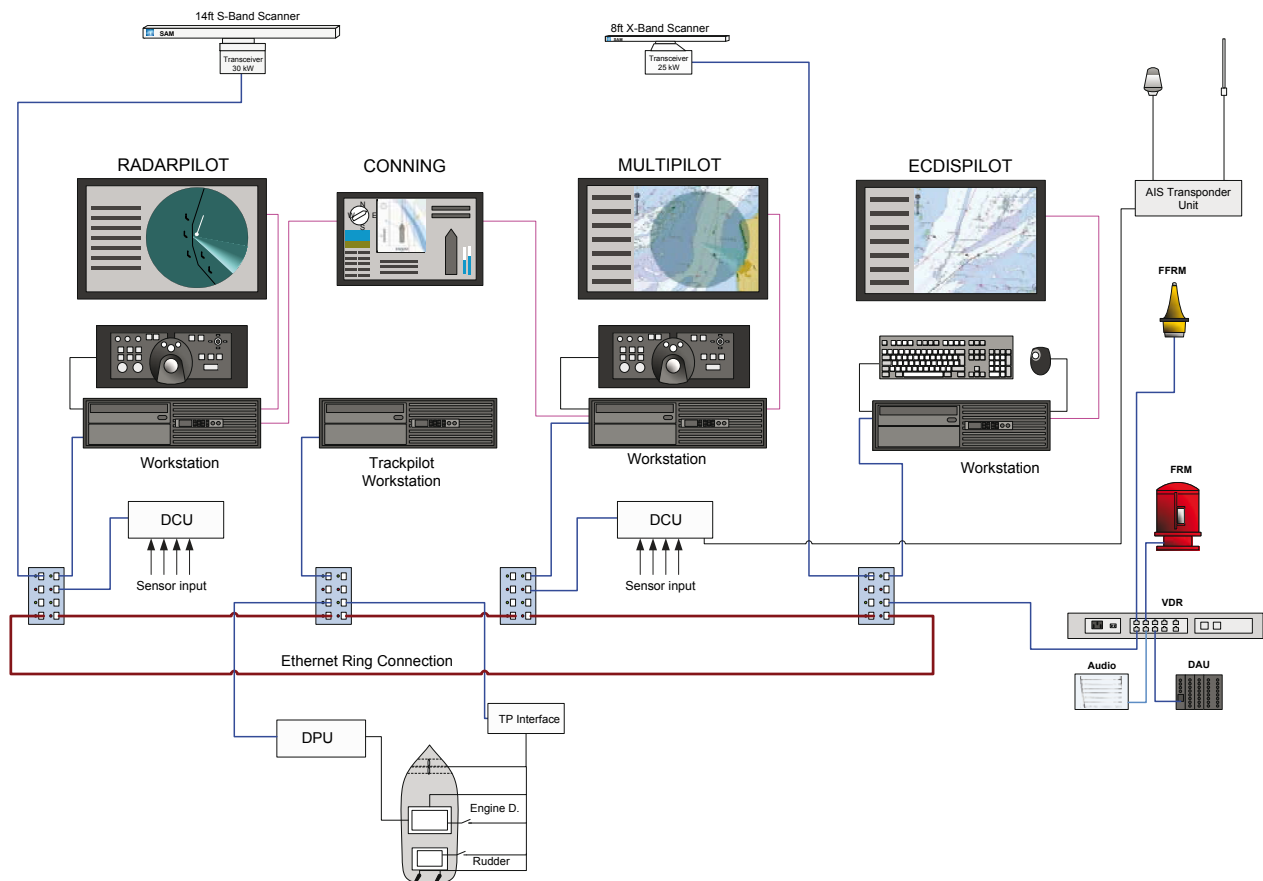 14ft S-Band Scanner
SAM
Transceiver
30 kW
8ft X-Band Scanner
SAM
Transceiver
25 kW
RADARPILOT
CONNING
MULTIPILOT
ECDISPILOT
AIS Transponder
Unit
N
W
E
FFRM
Workstation
Trackpilot
Workstation
Workstation
Workstation
FRM
DCU
DCU
Sensor input
Sensor input
VDR
Ethernet Ring Connection
Audio
DAU
TP Interface
DPU
Engine D.
Rudder